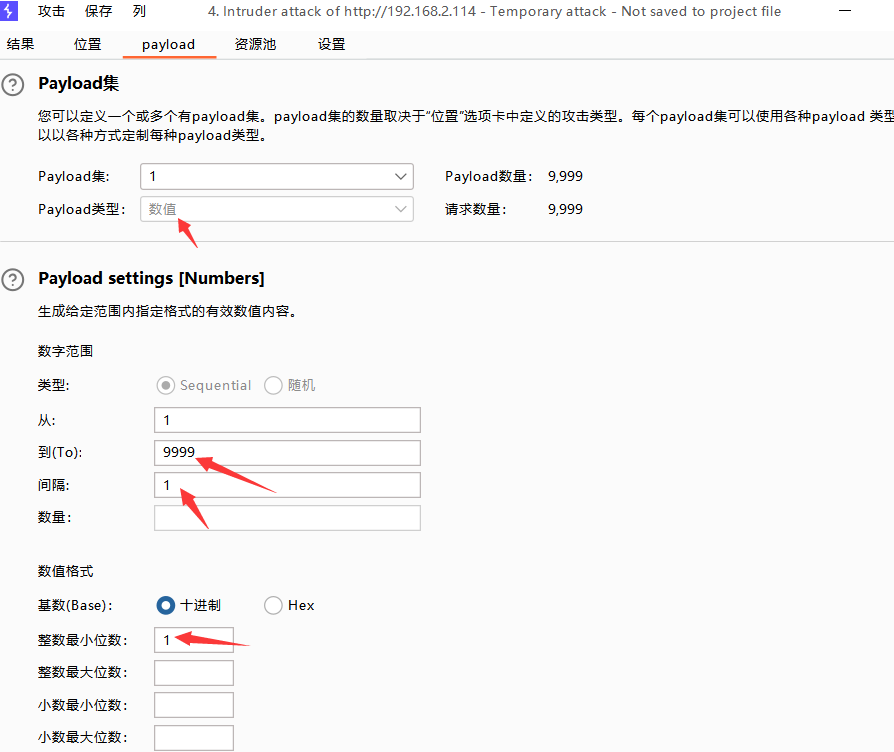 攻击 保存 列 4. Intruder attack of http://192.168.2.114 - Temporary attack - Not saved to project file
结果 位置 payload 资源池 设置
? Payload集
您可以定义一个或多个有payload集。payload集的数量取决于“位置”选项卡中定义的攻击类型。每个payload集可以使用各种payload 类型
以以各种方式定制每种payload类型。
Payload集: 1 Payload数量: 9,999
Payload类型: 数值 请求数量: 9,999
? Payload settings [Numbers]
生成给定范围内指定格式的有效数值内容。
数字范围
类型: Sequential 随机
从: 1
到(To): 9999
间隔: 1
数量:
数值格式
基数(Base): 十进制 Hex
整数最小位数: 1
整数最大位数:
小数最小位数:
小数最大位数: